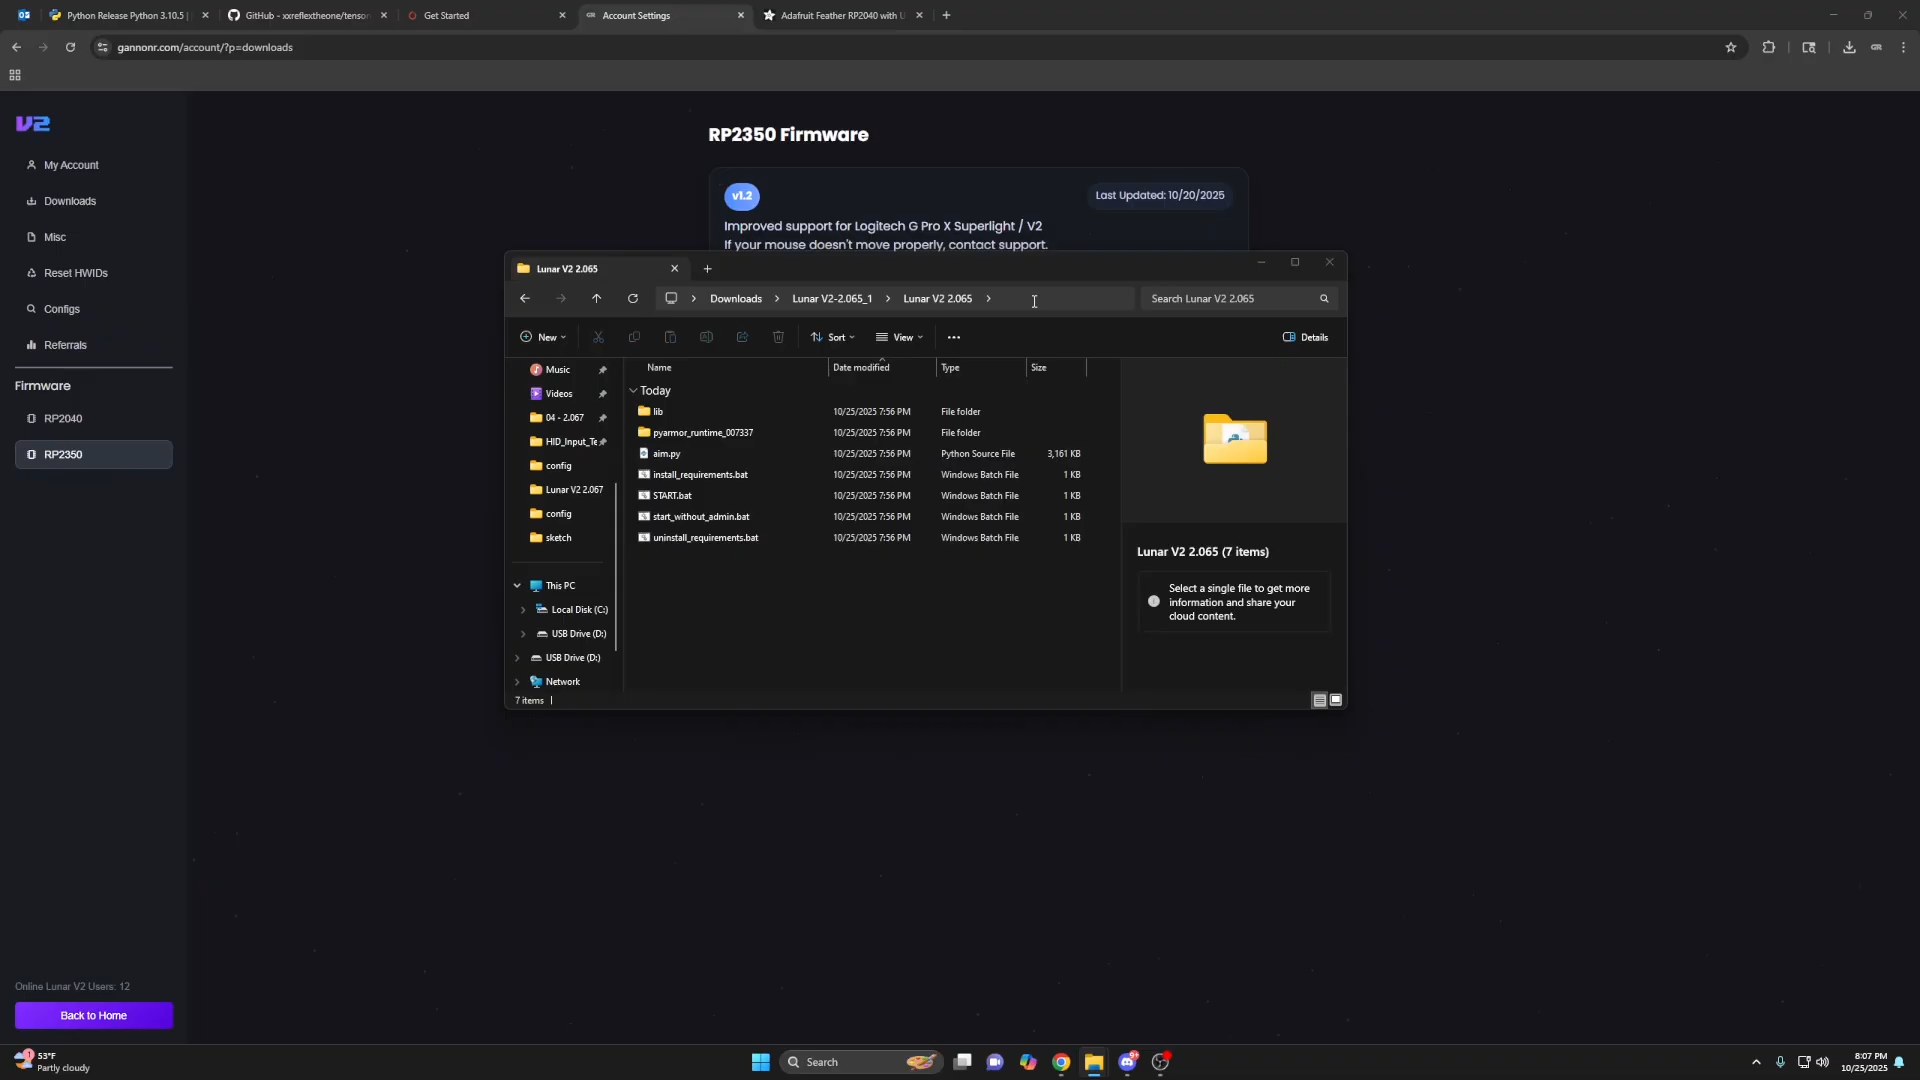 Python Release Python 3.10.5 |
GitHub - xxreflextheone/tensor
Get Started
Account Settings
Adafruit Feather RP2040 with U
gannonr.com/account/?p=downloads
V2
My Account
Downloads
Misc
Reset HWIDs
Configs
Referrals
Firmware
RP2040
RP2350
Online Lunar V2 Users: 12
Back to Home
RP2350 Firmware
v1.2
Last Updated: 10/20/2025
Improved support for Logitech G Pro X Superlight / V2
If your mouse doesn't move properly, contact support.
Lunar V2 2.065
Downloads > Lunar V2-2.065_1 > Lunar V2 2.065 >
Search Lunar V2 2.065
New
Sort
View
Details
Music
Videos
04 - 2.067
HID_Input_Te
config
Lunar V2 2.067
config
sketch
This PC
Local Disk (C:)
USB Drive (D:)
USB Drive (D:)
Network
Name Date modified Type Size
Today
lib 10/25/2025 7:56 PM File folder
pyarmor_runtime_007337 10/25/2025 7:56 PM File folder
aim.py 10/25/2025 7:56 PM Python Source File 3,161 KB
install_requirements.bat 10/25/2025 7:56 PM Windows Batch File 1 KB
START.bat 10/25/2025 7:56 PM Windows Batch File 1 KB
start_without_admin.bat 10/25/2025 7:56 PM Windows Batch File 1 KB
uninstall_requirements.bat 10/25/2025 7:56 PM Windows Batch File 1 KB
Lunar V2 2.065 (7 items)
Select a single file to get more
information and share your
cloud content.
7 items
1
53°F
Partly cloudy
Search
8:07 PM
10/25/2025